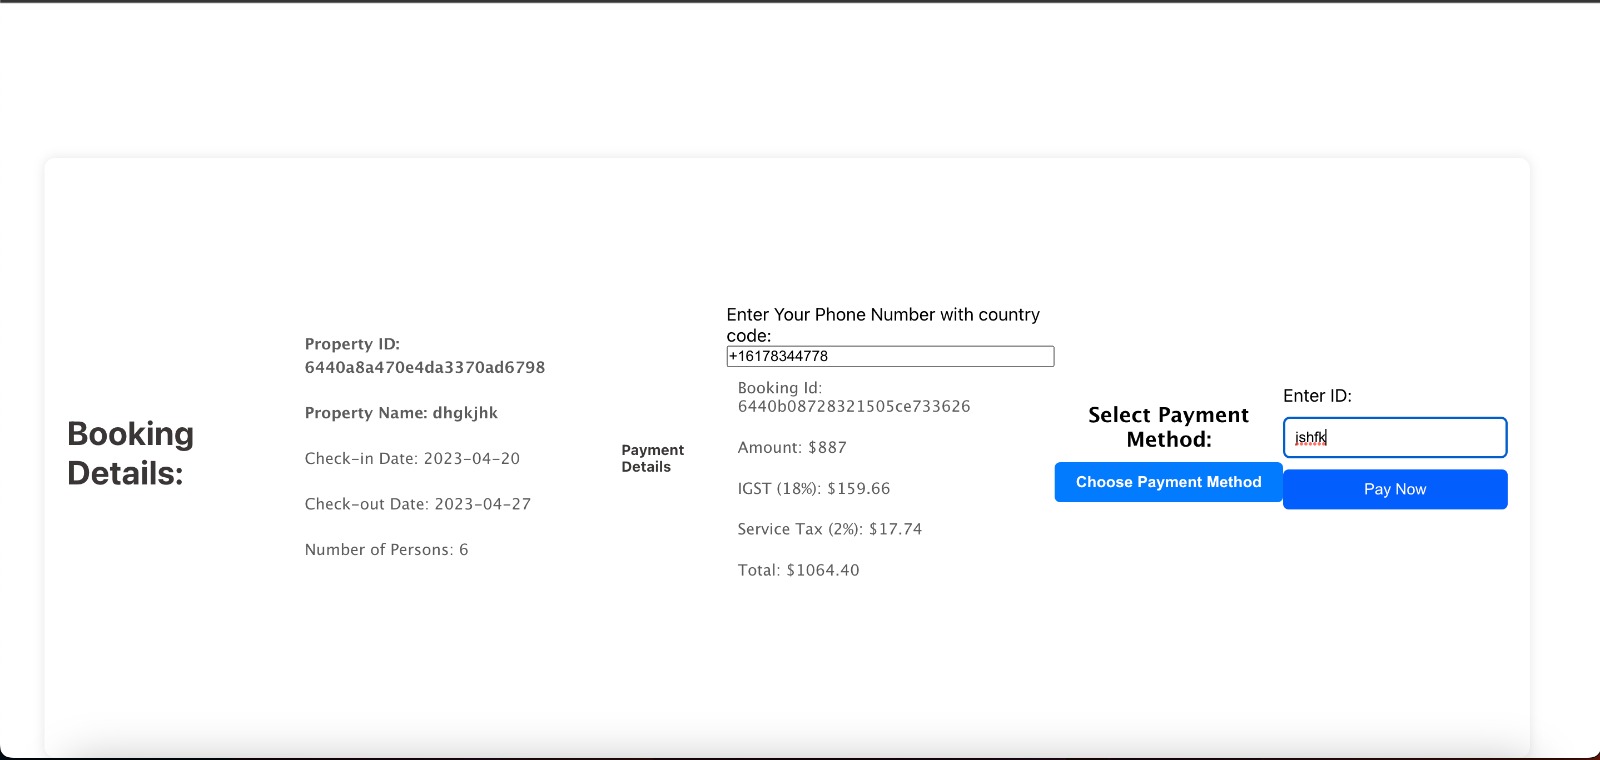 Booking
Details:
Property ID:
6440a8a470e4da3370ad6798
Property Name: dhgkjhk
Check-in Date: 2023-04-20
Check-out Date: 2023-04-27
Number of Persons: 6
Payment
Details
Enter Your Phone Number with country
code:
+16178344778
Booking Id:
6440b08728321505ce733626
Amount: $887
IGST (18%): $159.66
Service Tax (2%): $17.74
Total: $1064.40
Select Payment
Method:
Choose Payment Method
Enter ID:
jshfk
Pay Now